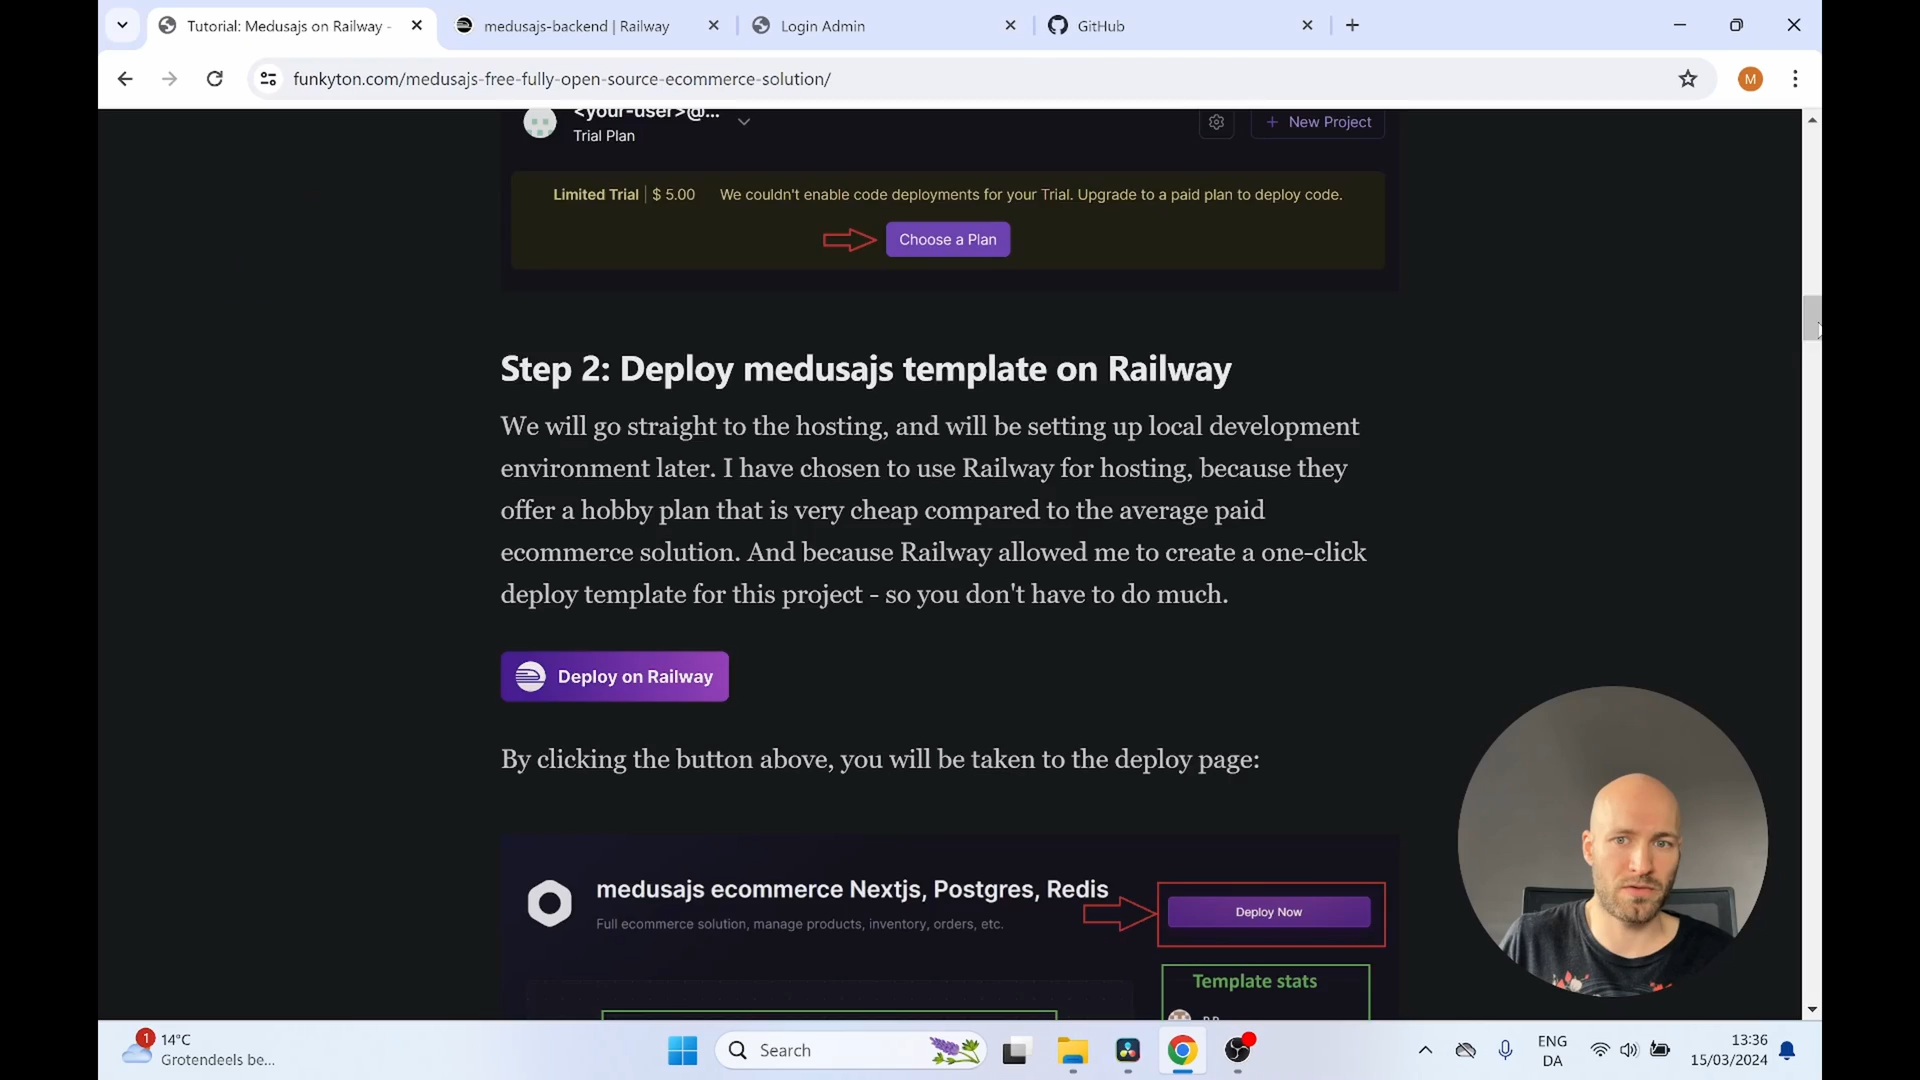 Tutorial: Medusajs on Railway -
medusajs-backend | Railway
Login Admin
GitHub
funkyton.com/medusajs-free-fully-open-source-ecommerce-solution/
M
<your-user>@...
Trial Plan
+ New Project
Limited Trial | $ 5.00 We couldn't enable code deployments for your Trial. Upgrade to a paid plan to deploy code.
Choose a Plan
Step 2: Deploy medusajs template on Railway
We will go straight to the hosting, and will be setting up local development
environment later. I have chosen to use Railway for hosting, because they
offer a hobby plan that is very cheap compared to the average paid
ecommerce solution. And because Railway allowed me to create a one-click
deploy template for this project - so you don't have to do much.
Deploy on Railway
By clicking the button above, you will be taken to the deploy page:
medusajs ecommerce Nextjs, Postgres, Redis
Full ecommerce solution, manage products, inventory, orders, etc.
Deploy Now
Template stats
1
14°C
Grotendeels be...
Search
ENG
DA
13:36
15/03/2024